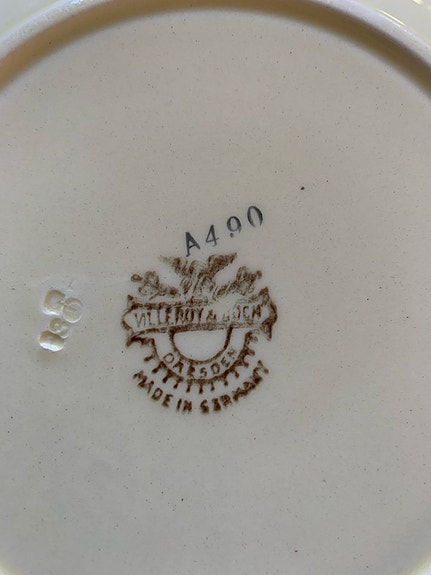 A490
VILLEROY & BOCH
DRESDEN
MADE IN GERMANY